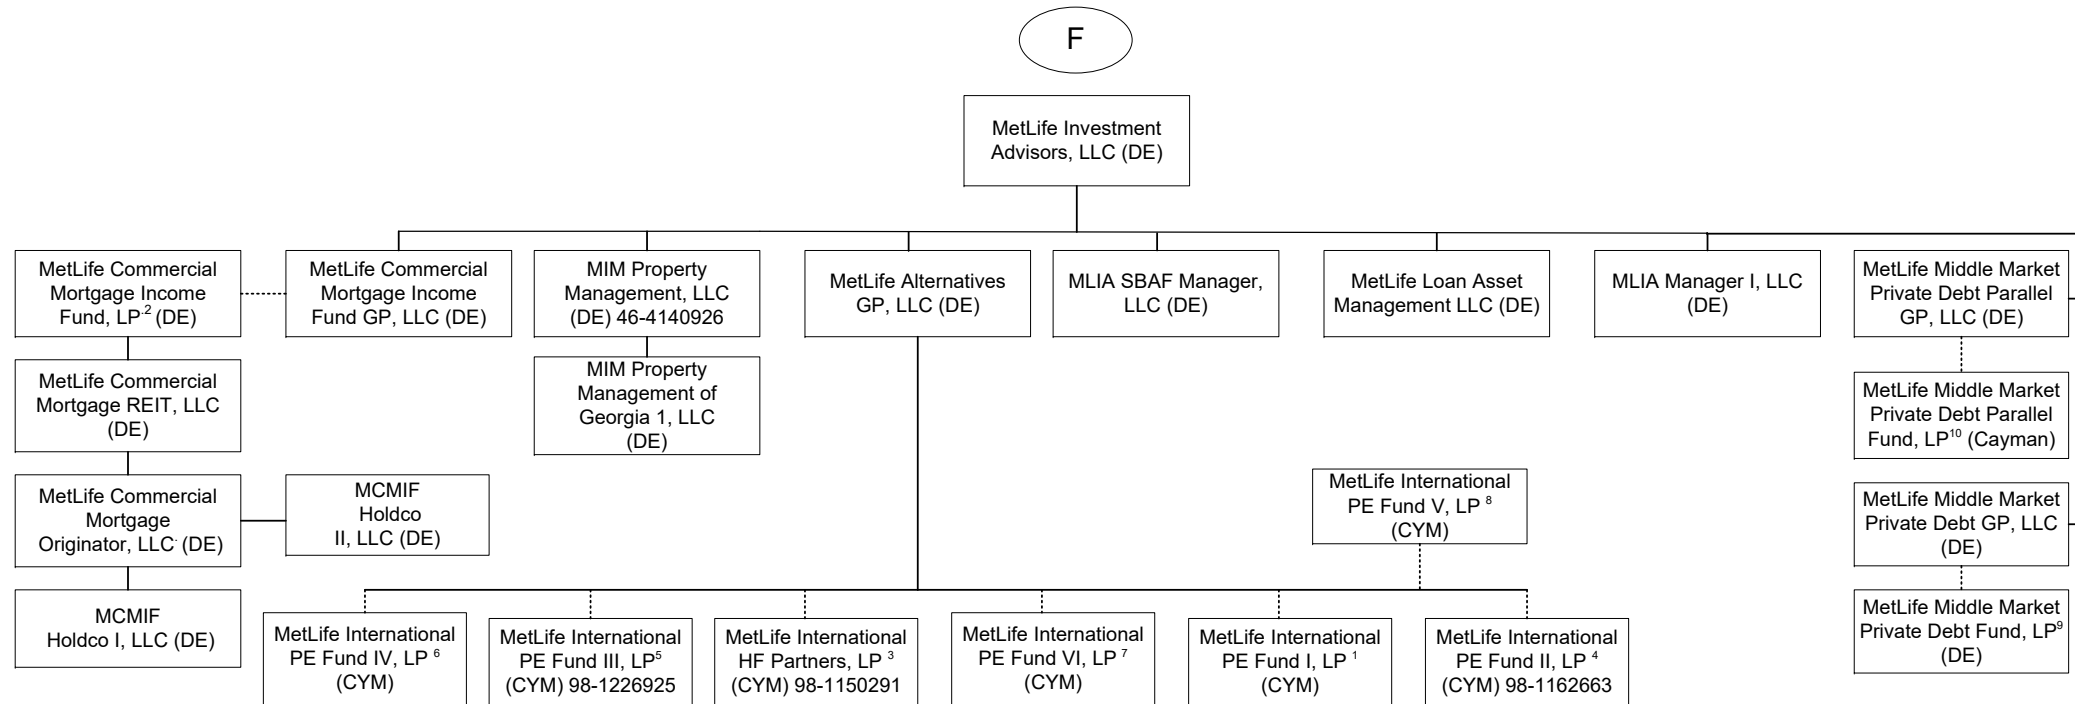 F
MetLife Investment
Advisors, LLC (DE)
MetLife Commercial
Mortgage Income
Fund, LP.² (DE)
MetLife Commercial
Mortgage Income
Fund GP, LLC (DE)
MIM Property
Management, LLC
(DE) 46-4140926
MetLife Alternatives
GP, LLC (DE)
MLIA SBAF Manager,
LLC (DE)
MetLife Loan Asset
Management LLC (DE)
MLIA Manager I, LLC
(DE)
MetLife Middle Market
Private Debt Parallel
GP, LLC (DE)
MetLife Commercial
Mortgage REIT, LLC
(DE)
MIM Property
Management of
Georgia 1, LLC
(DE)
MetLife Middle Market
Private Debt Parallel
Fund, LP¹⁰ (Cayman)
MetLife Commercial
Mortgage
Originator, LLC. (DE)
MCMIF
Holdco
II, LLC (DE)
MetLife International
PE Fund V, LP ⁸
(CYM)
MetLife Middle Market
Private Debt GP, LLC
(DE)
MCMIF
Holdco I, LLC (DE)
MetLife International
PE Fund IV, LP ⁶
(CYM)
MetLife International
PE Fund III, LP⁵
(CYM) 98-1226925
MetLife International
HF Partners, LP ³
(CYM) 98-1150291
MetLife International
PE Fund VI, LP ⁷
(CYM)
MetLife International
PE Fund I, LP ¹
(CYM)
MetLife International
PE Fund II, LP ⁴
(CYM) 98-1162663
MetLife Middle Market
Private Debt Fund, LP⁹
(DE)